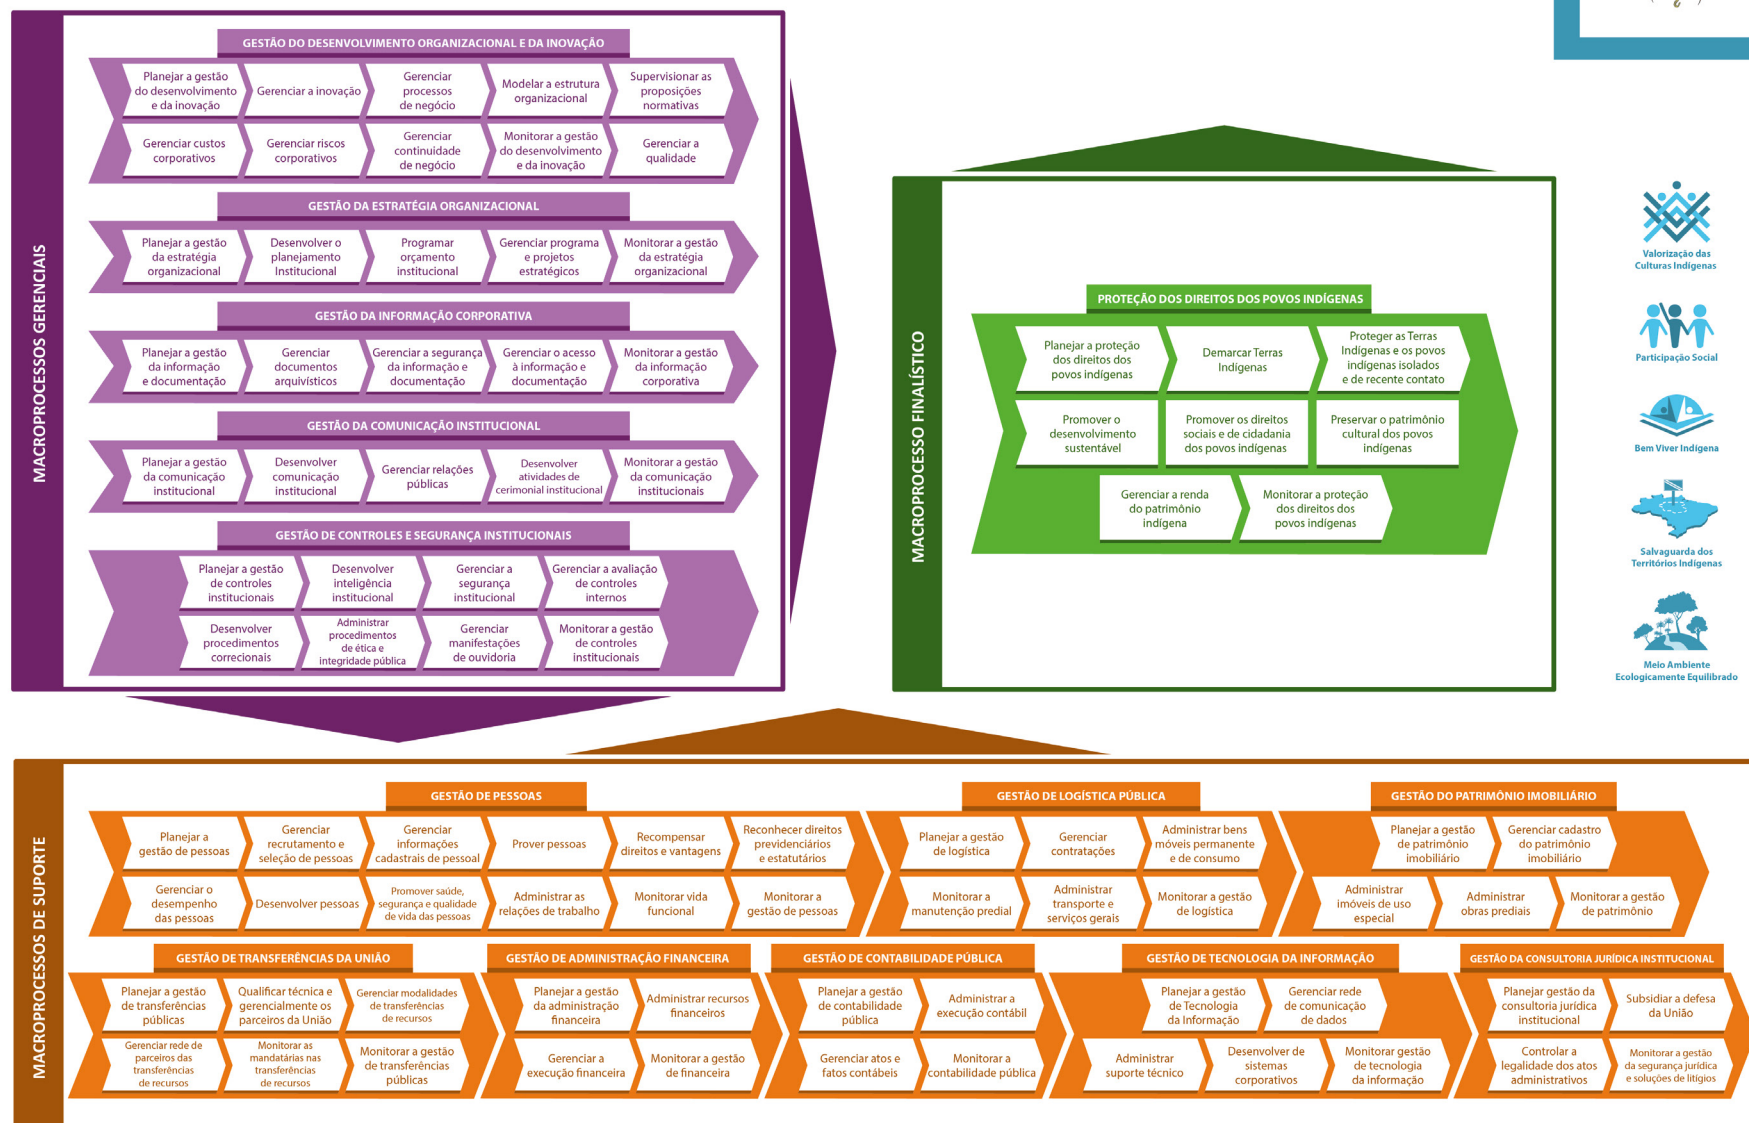 MACROPROCESSOS GERENCIAIS
GESTÃO DO DESENVOLVIMENTO ORGANIZACIONAL E DA INOVAÇÃO
Planejar a gestão
do desenvolvimento
e da inovação
Gerenciar a inovação
Gerenciar
processos
de negócio
Modelar a estrutura
organizacional
Supervisionar as
proposições
normativas
Gerenciar custos
corporativos
Gerenciar riscos
corporativos
Gerenciar
continuidade
de negócio
Monitorar a gestão
do desenvolvimento
e da inovação
Gerenciar a
qualidade
GESTÃO DA ESTRATÉGIA ORGANIZACIONAL
Planejar a gestão
da estratégia
organizacional
Desenvolver o
planejamento
Institucional
Programar
orçamento
institucional
Gerenciar programa
e projetos
estratégicos
Monitorar a gestão
da estratégia
organizacional
GESTÃO DA INFORMAÇÃO CORPORATIVA
Planejar a gestão
da informação
e documentação
Gerenciar
documentos
arquivísticos
Gerenciar a segurança
da informação e
documentação
Gerenciar o acesso
à informação e
documentação
Monitorar a gestão
da informação
corporativa
GESTÃO DA COMUNICAÇÃO INSTITUCIONAL
Planejar a gestão
da comunicação
institucional
Desenvolver
comunicação
institucional
Gerenciar relações
públicas
Desenvolver
atividades de
cerimonial institucional
Monitorar a gestão
da comunicação
institucionais
GESTÃO DE CONTROLES E SEGURANÇA INSTITUCIONAIS
Planejar a gestão
de controles
institucionais
Desenvolver
inteligência
institucional
Gerenciar a
segurança
institucional
Gerenciar a avaliação
de controles
internos
Desenvolver
procedimentos
correcionais
Administrar
procedimentos
de ética e
integridade pública
Gerenciar
manifestações
de ouvidoria
Monitorar a gestão
de controles
institucionais
MACROPROCESSO FINALÍSTICO
PROTEÇÃO DOS DIREITOS DOS POVOS INDÍGENAS
Planejar a proteção
dos direitos dos
povos indígenas
Demarcar Terras
Indígenas
Proteger as Terras
Indígenas e os povos
indígenas isolados
e de recente contato
Promover o
desenvolvimento
sustentável
Promover os direitos
sociais e de cidadania
dos povos indígenas
Preservar o patrimônio
cultural dos povos
indígenas
Gerenciar a renda
do patrimônio
indígena
Monitorar a proteção
dos direitos dos
povos indígenas
Valorização das
Culturas Indígenas
Participação Social
Bem Viver Indígena
Salvaguarda dos
Territórios Indígenas
Meio Ambiente
Ecologicamente Equilibrado
MACROPROCESSOS DE SUPORTE
GESTÃO DE PESSOAS
Planejar a
gestão de pessoas
Gerenciar
recrutamento e
seleção de pessoas
Gerenciar
informações
cadastrais de pessoal
Prover pessoas
Recompensar
direitos e vantagens
Reconhecer direitos
previdenciários
e estatutários
Gerenciar o
desempenho
das pessoas
Desenvolver pessoas
Promover saúde,
segurança e qualidade
de vida das pessoas
Administrar as
relações de trabalho
Monitorar vida
funcional
Monitorar a
gestão de pessoas
GESTÃO DE LOGÍSTICA PÚBLICA
Planejar a gestão
de logística
Gerenciar
contratações
Administrar bens
móveis permanente
e de consumo
Monitorar a
manutenção predial
Administrar
transporte e
serviços gerais
Monitorar a gestão
de logística
GESTÃO DO PATRIMÔNIO IMOBILIÁRIO
Planejar a gestão
de patrimônio
imobiliário
Gerenciar cadastro
do patrimônio
imobiliário
Administrar
imóveis de uso
especial
Administrar
obras prediais
Monitorar a gestão
de patrimônio
GESTÃO DE TRANSFERÊNCIAS DA UNIÃO
Planejar a gestão
de transferências
públicas
Qualificar técnica e
gerencialmente os
parceiros da União
Gerenciar modalidades
de transferências
de recursos
Gerenciar rede de
parceiros das
transferências
de recursos
Monitorar as
mandatárias nas
transferências
de recursos
Monitorar a gestão
de transferências
públicas
GESTÃO DE ADMINISTRAÇÃO FINANCEIRA
Planejar a gestão
da administração
financeira
Administrar recursos
financeiros
Gerenciar a
execução financeira
Monitorar a gestão
de financeira
GESTÃO DE CONTABILIDADE PÚBLICA
Planejar a gestão
de contabilidade
pública
Administrar a
execução contábil
Gerenciar atos e
fatos contábeis
Monitorar a
contabilidade pública
GESTÃO DE TECNOLOGIA DA INFORMAÇÃO
Planejar a gestão
de Tecnologia
da Informação
Gerenciar rede
de comunicação
de dados
Administrar
suporte técnico
Desenvolver de
sistemas
corporativos
Monitorar gestão
de tecnologia
da informação
GESTÃO DA CONSULTORIA JURÍDICA INSTITUCIONAL
Planejar gestão da
consultoria jurídica
institucional
Subsidiar a defesa
da União
Controlar a
legalidade dos atos
administrativos
Monitorar a gestão
da segurança jurídica
e soluções de litígios